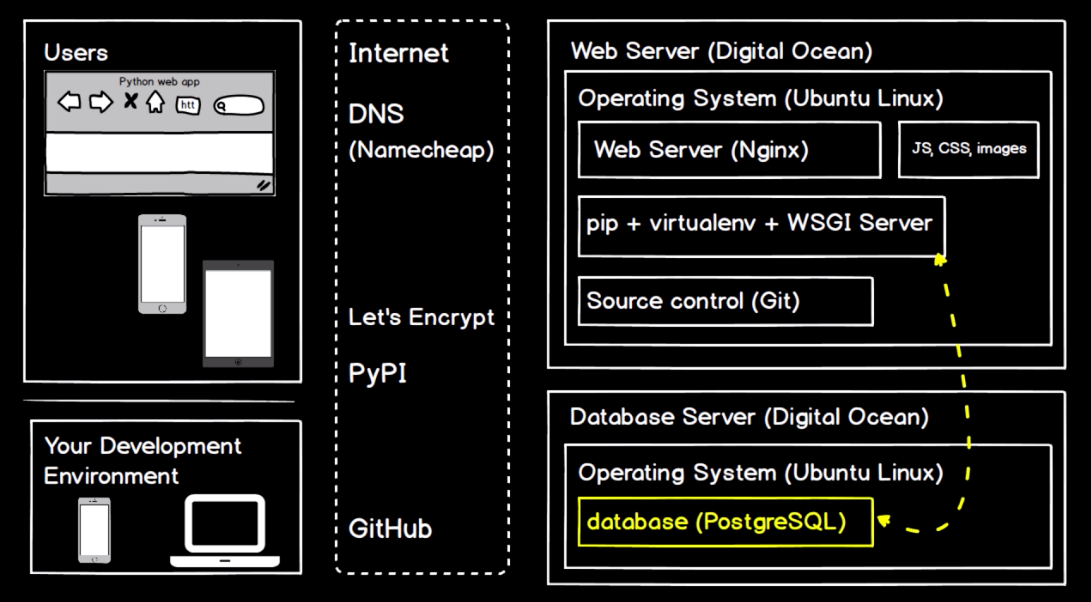 Users
Python web app
htt
Your Development
Environment
Internet
DNS
(Namecheap)
Let's Encrypt
PyPI
GitHub
Web Server (Digital Ocean)
Operating System (Ubuntu Linux)
Web Server (Nginx)
JS, CSS, images
pip + virtualenv + WSGI Server
Source control (Git)
Database Server (Digital Ocean)
Operating System (Ubuntu Linux)
database (PostgreSQL)